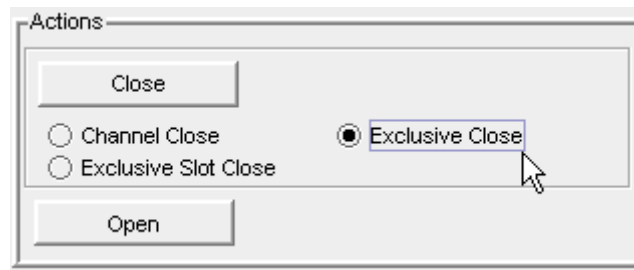 Actions
Close
Channel Close
Exclusive Close
Exclusive Slot Close
Open